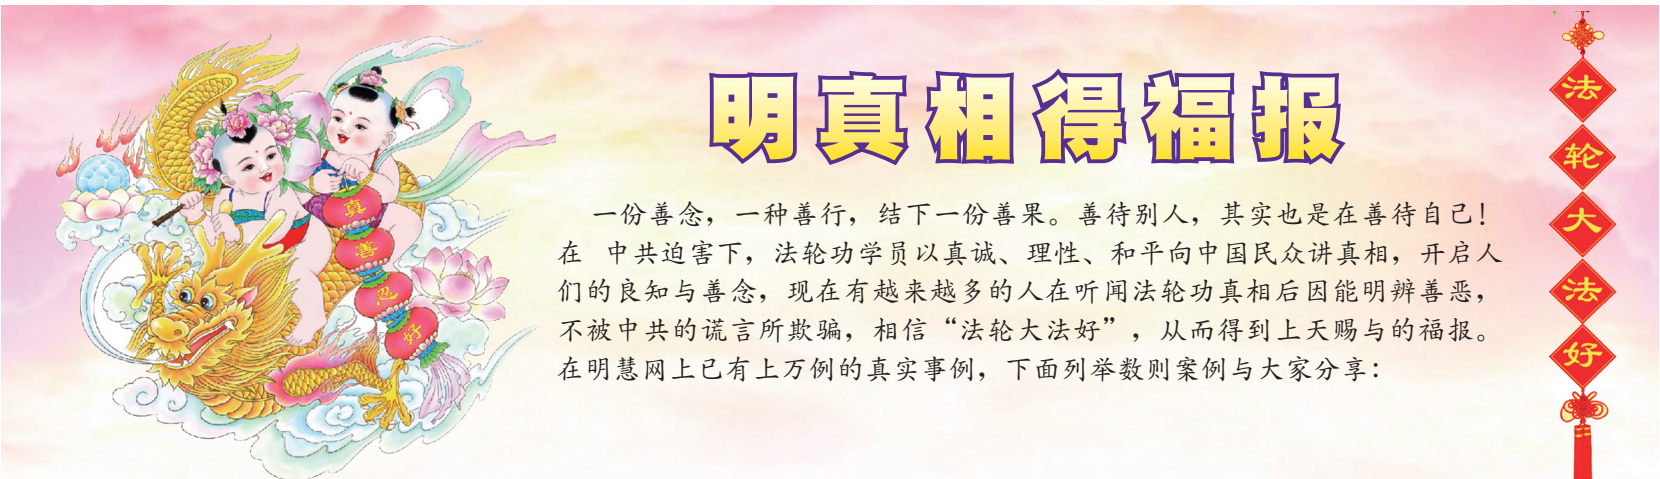 明真相得福报
一份善念，一种善行，结下一份善果。善待别人，其实也是在善待自己！
在 中共迫害下，法轮功学员以真诚、理性、和平向中国民众讲真相，开启人
们的良知与善念，现在有越来越多的人在听闻法轮功真相后因能明辨善恶，
不被中共的谎言所欺骗，相信“法轮大法好”，从而得到上天赐与的福报。
在明慧网上已有上万例的真实事例，下面列举数则案例与大家分享：
真
善
忍
好
法
轮
大
法
好